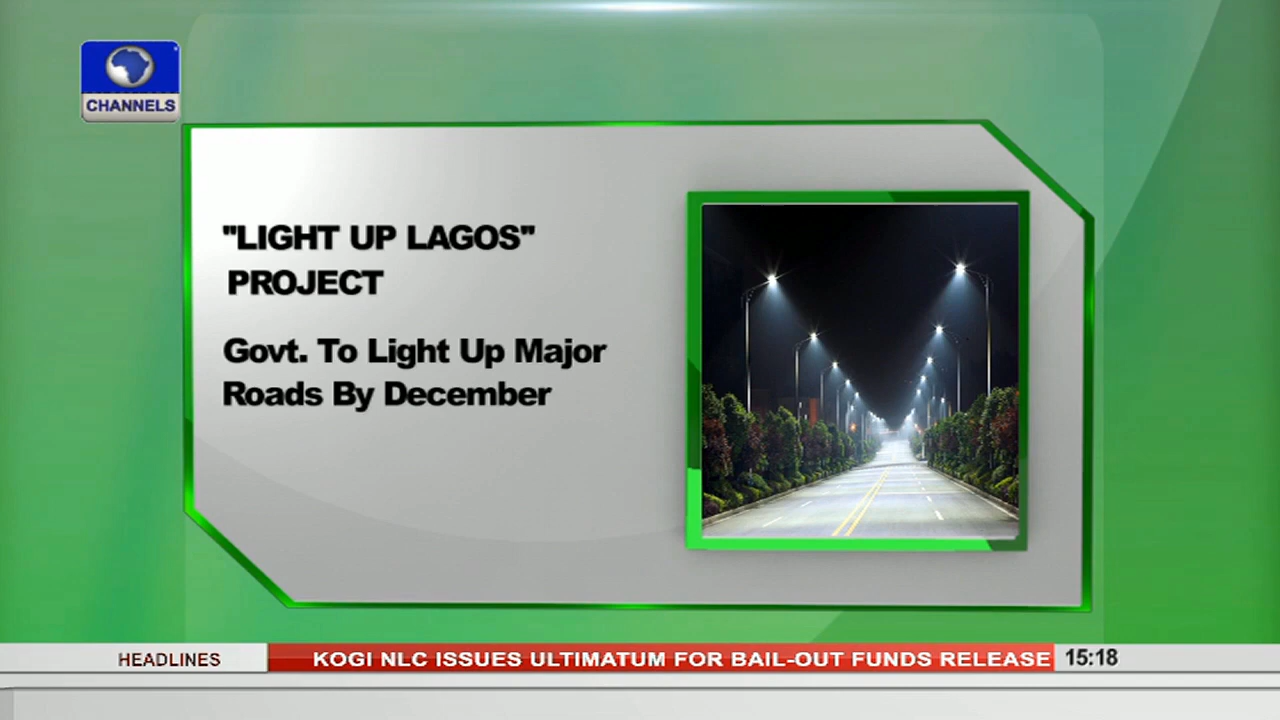 CHANNELS
"LIGHT UP LAGOS"
PROJECT
Govt. To Light Up Major
Roads By December
HEADLINES
KOGI NLC ISSUES ULTIMATUM FOR BAIL-OUT FUNDS RELEASE
15:18